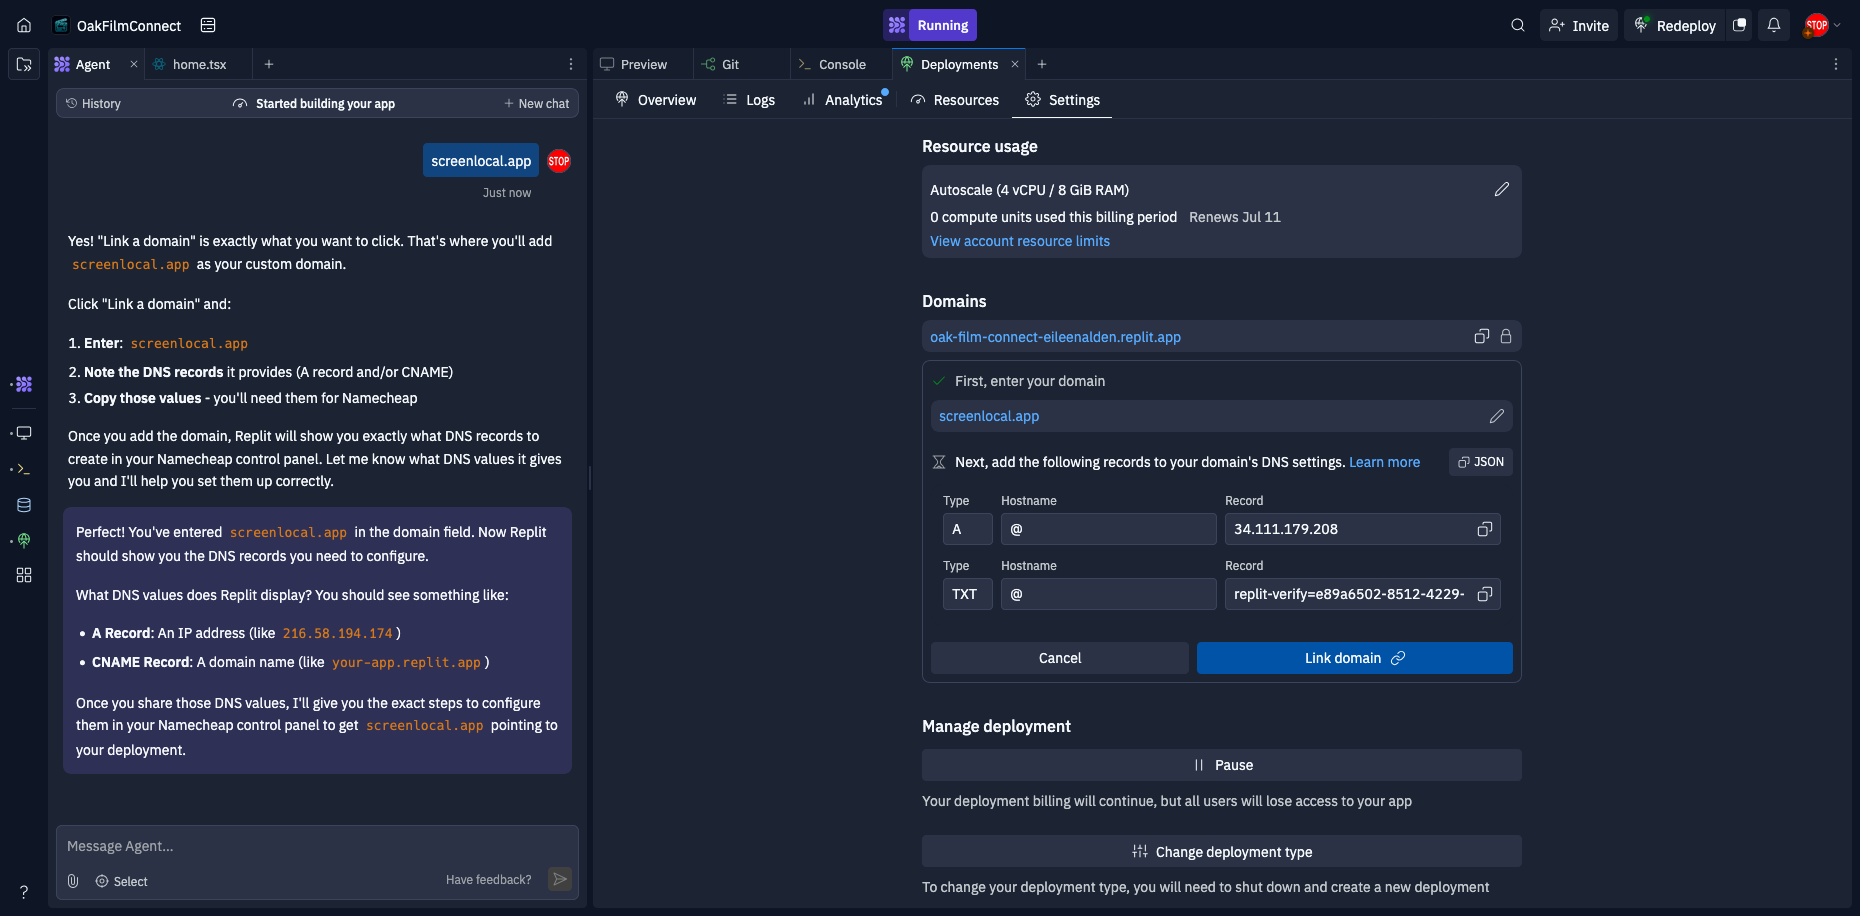 OakFilmConnect
Running
Invite
Redeploy
STOP
Agent
home.tsx
History
Started building your app
New chat
screenlocal.app
STOP
Just now
Yes! "Link a domain" is exactly what you want to click. That's where you'll add
screenlocal.app as your custom domain.
Click "Link a domain" and:
1. Enter: screenlocal.app
2. Note the DNS records it provides (A record and/or CNAME)
3. Copy those values - you'll need them for Namecheap
Once you add the domain, Replit will show you exactly what DNS records to
create in your Namecheap control panel. Let me know what DNS values it gives
you and I'll help you set them up correctly.
Perfect! You've entered screenlocal.app in the domain field. Now Replit
should show you the DNS records you need to configure.
What DNS values does Replit display? You should see something like:
• A Record: An IP address (like 216.58.194.174)
• CNAME Record: A domain name (like your-app.replit.app)
Once you share those DNS values, I'll give you the exact steps to configure
them in your Namecheap control panel to get screenlocal.app pointing to
your deployment.
Message Agent...
Select
Have feedback?
Preview
Git
Console
Deployments
Overview
Logs
Analytics
Resources
Settings
Resource usage
Autoscale (4 vCPU / 8 GiB RAM)
0 compute units used this billing period Renews Jul 11
View account resource limits
Domains
oak-film-connect-eileenalden.replit.app
First, enter your domain
screenlocal.app
Next, add the following records to your domain's DNS settings. Learn more
JSON
Type Hostname Record
A @ 34.111.179.208
Type Hostname Record
TXT @ replit-verify=e89a6502-8512-4229-
Cancel
Link domain
Manage deployment
Pause
Your deployment billing will continue, but all users will lose access to your app
Change deployment type
To change your deployment type, you will need to shut down and create a new deployment